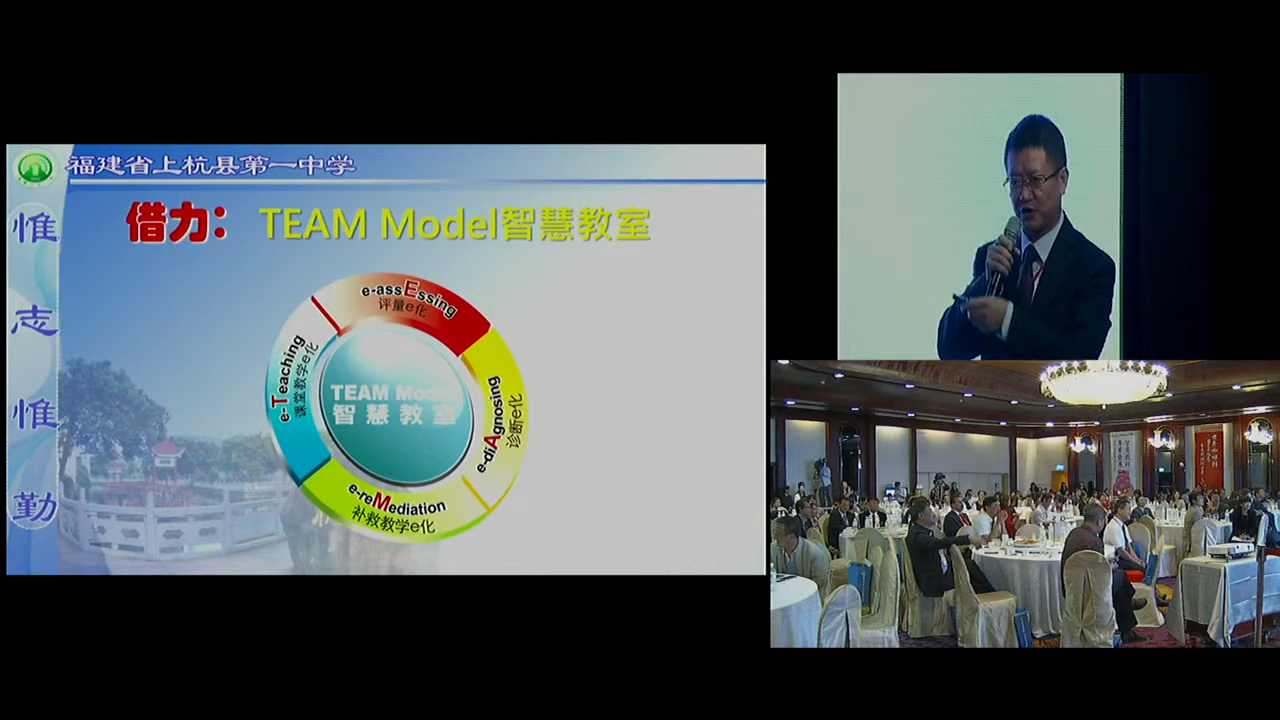 福建省上杭县第一中学
惟
志
惟
勤
借力： TEAM Model智慧教室
e-assEssing
评量e化
e-Teaching
课堂教学e化
TEAM Mod
智慧教室
e-diAgnosing
诊断e化
e-reMediation
补救教学e化